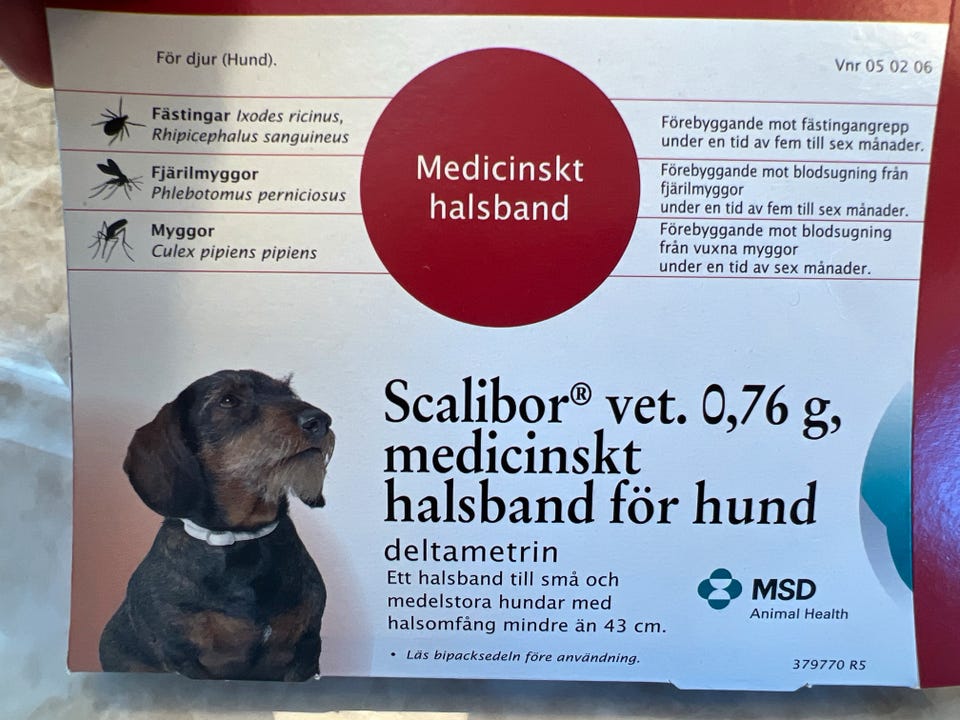 För djur (Hund).
Vnr 05 02 06
Fästingar Ixodes ricinus,
Rhipicephalus sanguineus
Förebyggande mot fästingangrepp
under en tid av fem till sex månader.
Fjärilmyggor
Phlebotomus perniciosus
Förebyggande mot blodsugning från
fjärilmyggor
under en tid av fem till sex månader.
Myggor
Culex pipiens pipiens
Förebyggande mot blodsugning
från vuxna myggor
under en tid av sex månader.
Medicinskt
halsband
Scalibor® vet. 0,76 g,
medicinskt
halsband för hund
deltametrin
Ett halsband till små och
medelstora hundar med
halsomfång mindre än 43 cm.
• Läs bipacksedeln före användning.
MSD
Animal Health
379770 R5